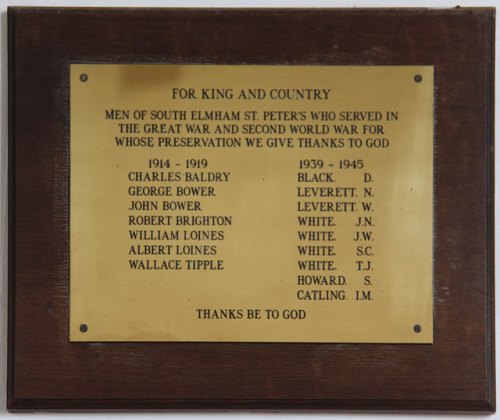 FOR KING AND COUNTRY
MEN OF SOUTH ELMHAM ST. PETER'S WHO SERVED IN
THE GREAT WAR AND SECOND WORLD WAR FOR
WHOSE PRESERVATION WE GIVE THANKS TO GOD
1914 - 1919
CHARLES BALDRY
GEORGE BOWER
JOHN BOWER
ROBERT BRIGHTON
WILLIAM LOINES
ALBERT LOINES
WALLACE TIPPLE
1939 - 1945
BLACK. D.
LEVERETT. N.
LEVERETT. W.
WHITE. J.N.
WHITE. J.W.
WHITE. S.C.
WHITE. T.J.
HOWARD. S.
CATLING. I.M.
THANKS BE TO GOD